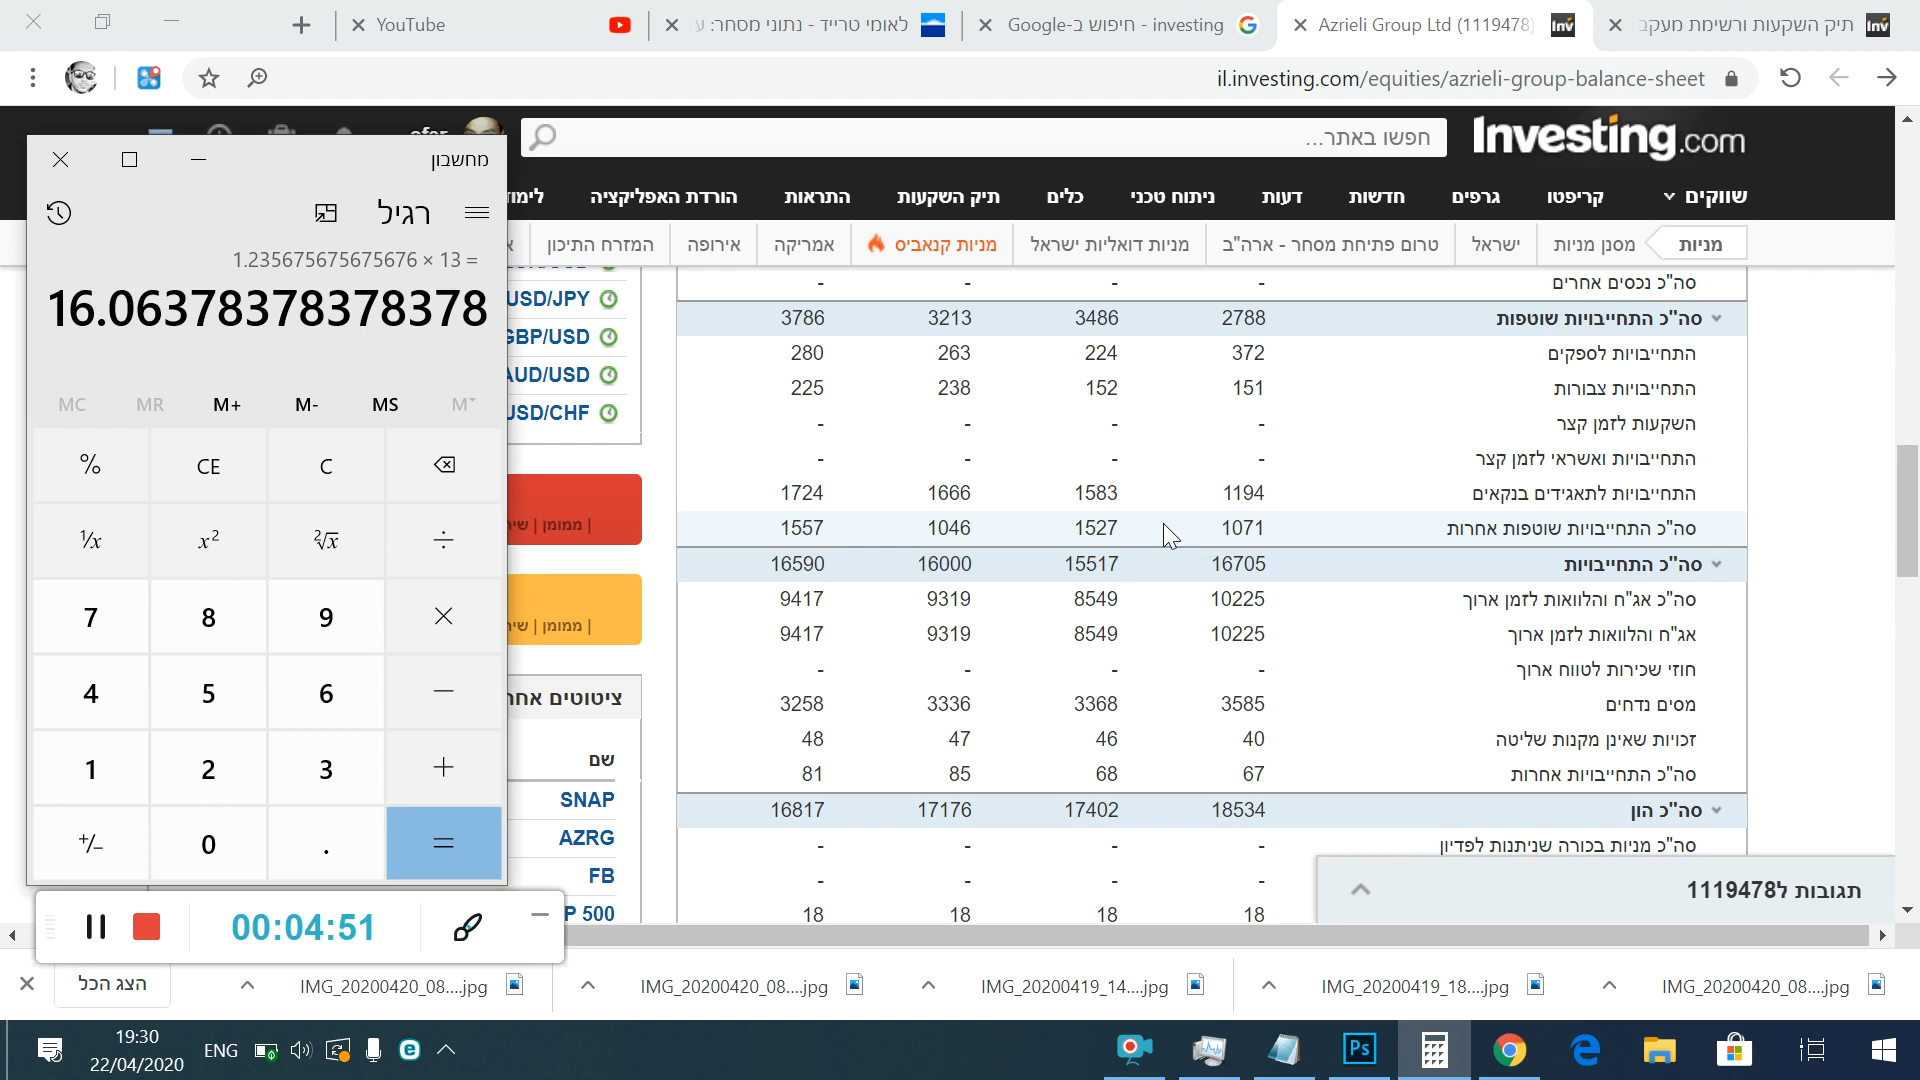 YouTube
לאומי טרייד - נתוני מסחר:
investing - חיפוש ב-Google
Azrieli Group Ltd (1119478)
תיק השקעות ורשימת מעקב
il.investing.com/equities/azrieli-group-balance-sheet
Investing.com
חפשו באתר...
ofer
שווקים
קריפטו
גרפים
חדשות
דעות
ניתוח טכני
כלים
תיק השקעות
התראות
הורדת האפליקציה
מניות
מסנן מניות
ישראל
טרום פתיחת מסחר - ארה"ב
מניות דואליות ישראל
מניות קנאביס
אמריקה
אירופה
המזרח התיכון
מחשבון
רגיל
1.235675675675676 × 13 =
16.06378378378378
MC MR M+ M- MS M
% CE C
¹/x x² ²√x ÷
7 8 9 ×
4 5 6 −
1 2 3 +
+/− 0 . =
USD/JPY
GBP/USD
AUD/USD
USD/CHF
| ממומן |
| ממומן |
שם
SNAP
AZRG
FB
P 500
סה"כ נכסים אחרים - - - -
סה"כ התחייבויות שוטפות 2788 3486 3213 3786
התחייבויות לספקים 372 224 263 280
התחייבויות צבורות 151 152 238 225
השקעות לזמן קצר - - - -
התחייבויות ואשראי לזמן קצר - - - -
התחייבויות לתאגידים בנקאים 1194 1583 1666 1724
סה"כ התחייבויות שוטפות אחרות 1071 1527 1046 1557
סה"כ התחייבויות 16705 15517 16000 16590
סה"כ אג"ח והלוואות לזמן ארוך 10225 8549 9319 9417
אג"ח והלוואות לזמן ארוך 10225 8549 9319 9417
חוזי שכירות לטווח ארוך - - - -
מסים נדחים 3585 3368 3336 3258
זכויות שאינן מקנות שליטה 40 46 47 48
סה"כ התחייבויות אחרות 67 68 85 81
סה"כ הון 18534 17402 17176 16817
סה"כ מניות בכורה שניתנות לפדיון - - - -
- - - -
18 18 18 18
תגובות ל1119478
00:04:51
IMG_20200420_08....jpg
IMG_20200419_18....jpg
IMG_20200419_14....jpg
IMG_20200420_08....jpg
IMG_20200420_08....jpg
הצג הכל
Ps
ENG
19:30
22/04/2020